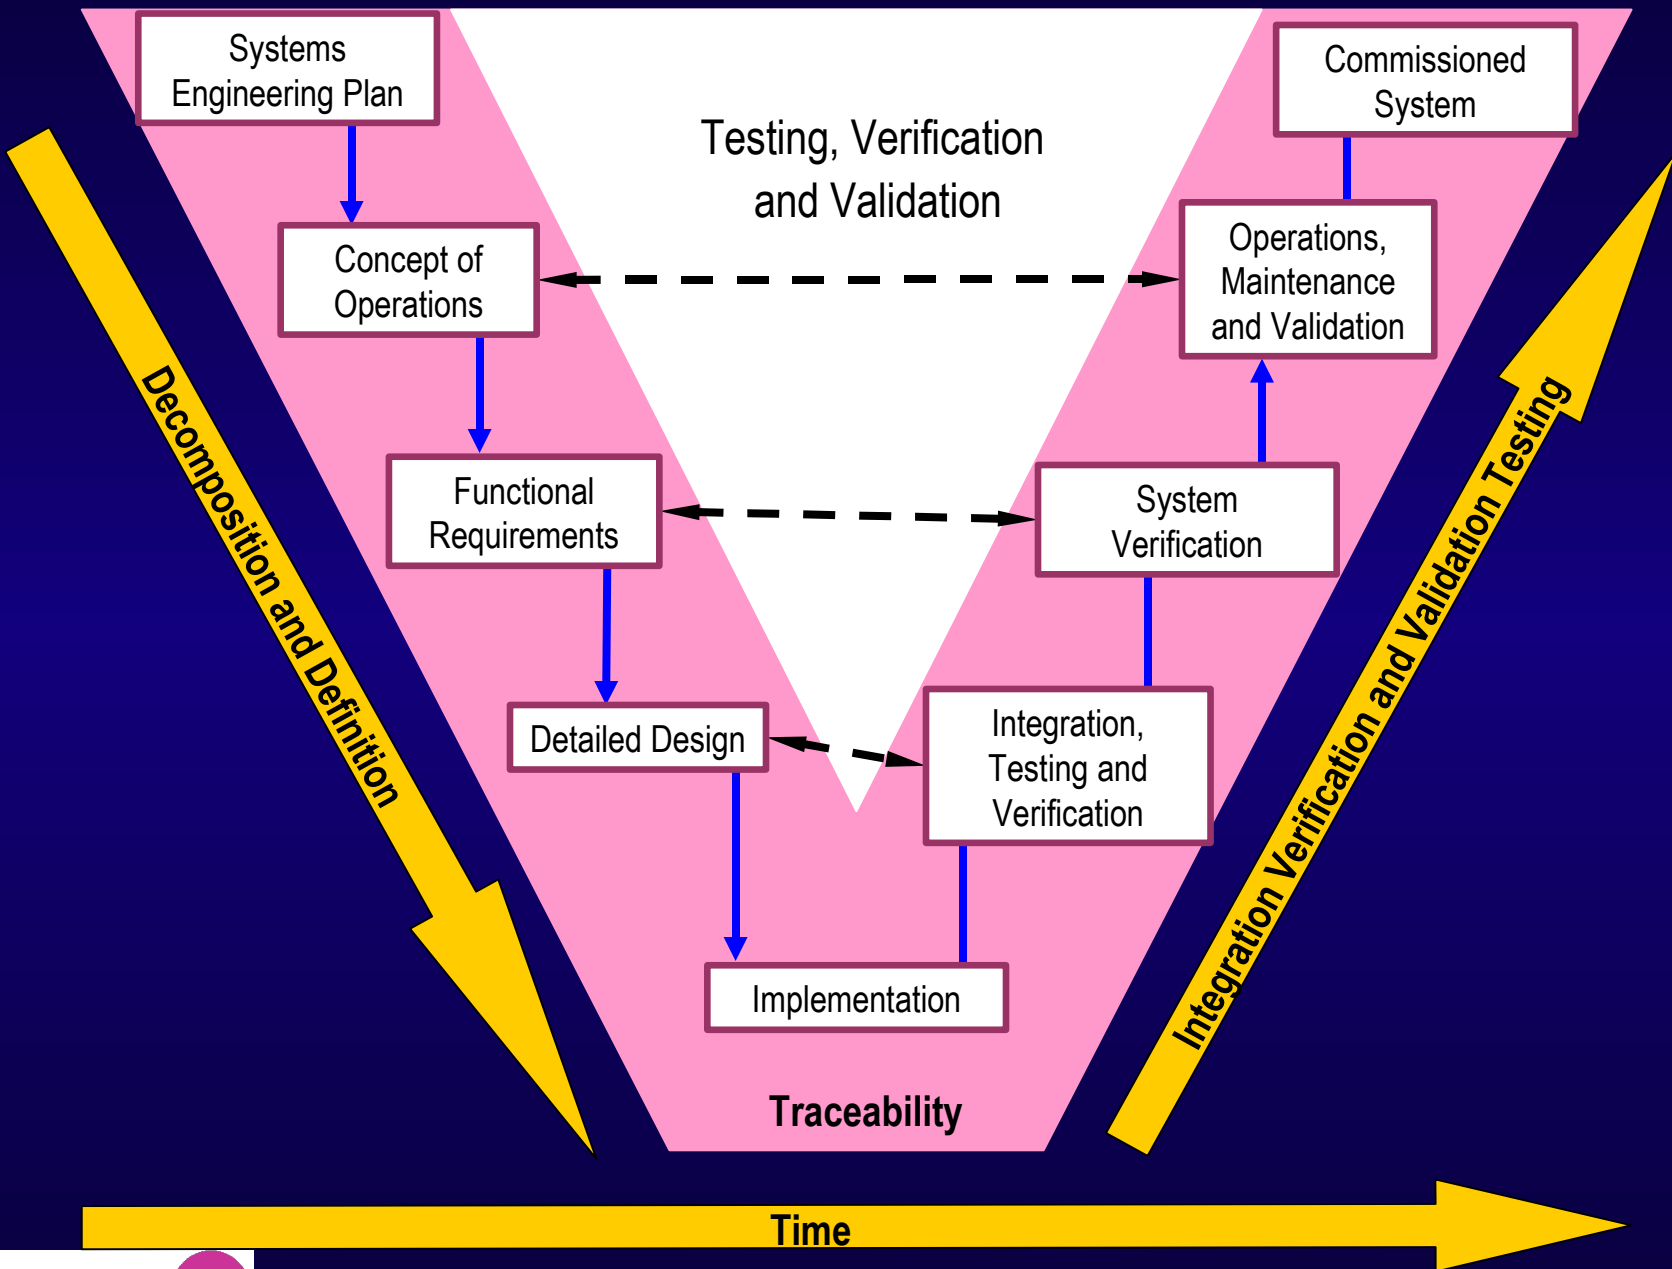 Systems
Engineering Plan
Commissioned
System
Testing, Verification
and Validation
Concept of
Operations
Operations,
Maintenance
and Validation
Decomposition and Definition
Integration Verification and Validation Testing
Functional
Requirements
System
Verification
Detailed Design
Integration,
Testing and
Verification
Implementation
Traceability
Time